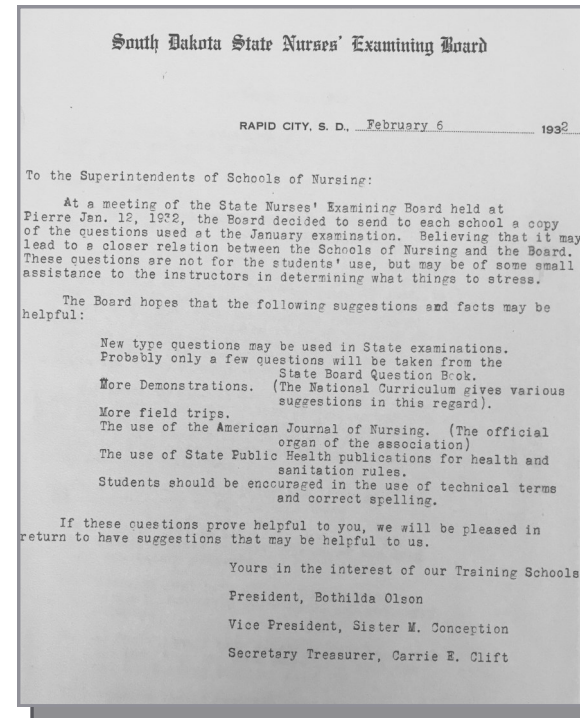 South Dakota State Nurses' Examining Board
RAPID CITY, S. D., February 6 1932
To the Superintendents of Schools of Nursing:
At a meeting of the State Nurses' Examining Board held at
Pierre Jan. 12, 1932, the Board decided to send to each school a copy
of the questions used at the January examination. Believing that it may
lead to a closer relation between the Schools of Nursing and the Board.
These questions are not for the students' use, but may be of some small
assistance to the instructors in determining what things to stress.
The Board hopes that the following suggestions and facts may be
helpful:
New type questions may be used in State examinations.
Probably only a few questions will be taken from the
State Board Question Book.
More Demonstrations. (The National Curriculum gives various
suggestions in this regard).
More field trips.
The use of the American Journal of Nursing. (The official
organ of the association)
The use of State Public Health publications for health and
sanitation rules.
Students should be encouraged in the use of technical terms
and correct spelling.
If these questions prove helpful to you, we will be pleased in
return to have suggestions that may be helpful to us.
Yours in the interest of our Training Schools
President, Bothilda Olson
Vice President, Sister M. Conception
Secretary Treasurer, Carrie E. Clift